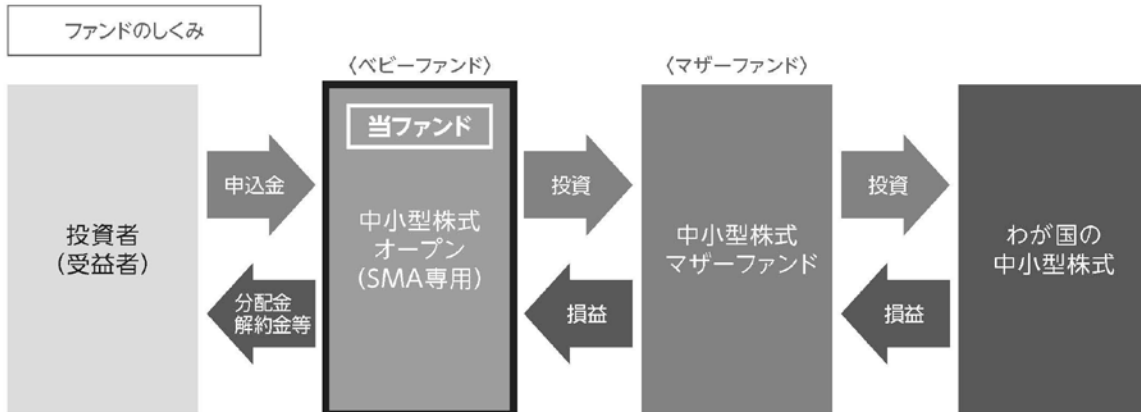 ファンドのしくみ
〈ベビーファンド〉
〈マザーファンド〉
投資者
(受益者)
申込金
分配金
解約金等
当ファンド
中小型株式
オープン
(SMA専用)
投資
損益
中小型株式
マザーファンド
投資
損益
わが国の
中小型株式